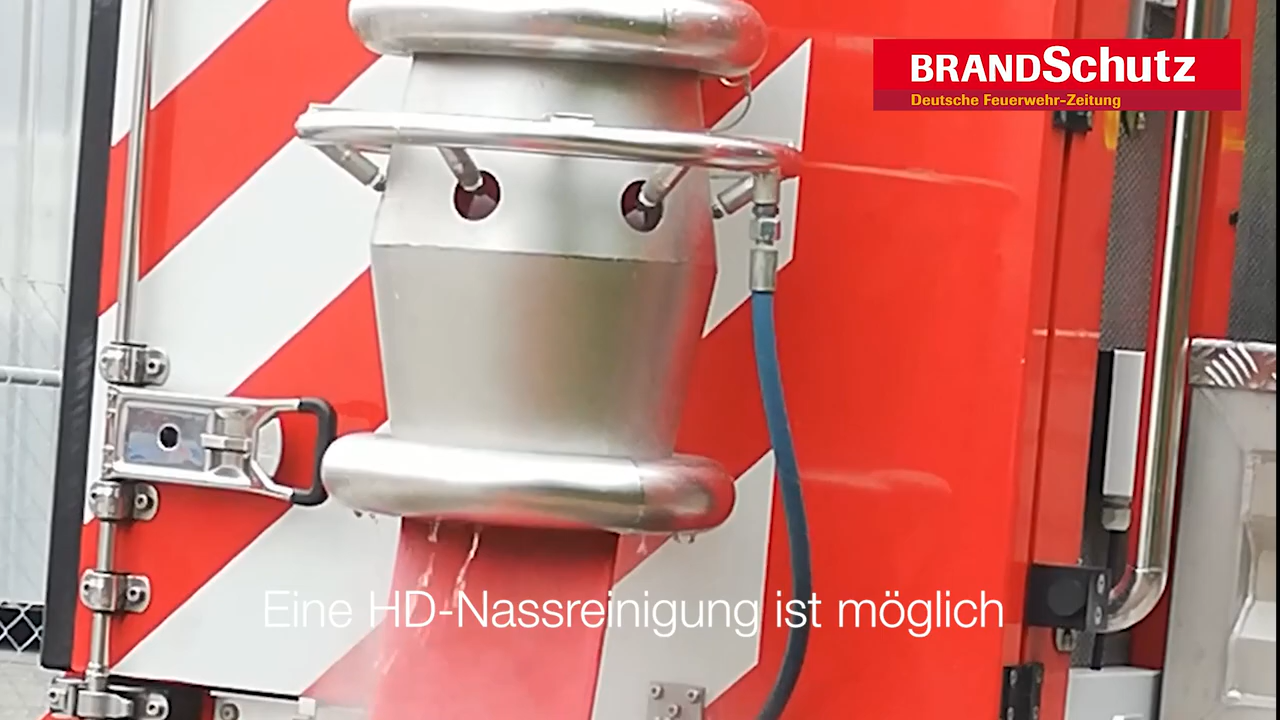 BRANDSchutz
Deutsche Feuerwehr-Zeitung
Eine HD-Nassreinigung ist möglich